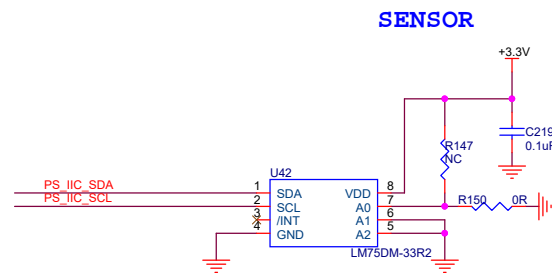 SENSOR
+3.3V
C219
0.1uF
R147
NC
U42
PS_IIC_SDA
PS_IIC_SCL
1 SDA VDD 8
2 SCL A0 7
3 /INT A1 6
4 GND A2 5
R150 0R
LM75DM-33R2